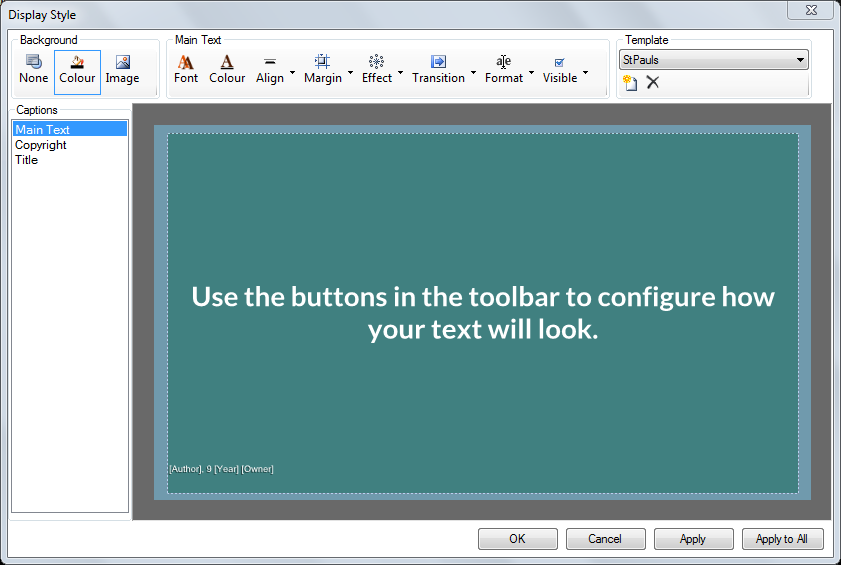 Display Style
Background
None Colour Image
Main Text
Font Colour Align Margin Effect Transition Format Visible
Template
StPauls
Captions
Main Text
Copyright
Title
Use the buttons in the toolbar to configure how
your text will look.
[Author], 9 [Year] [Owner]
OK Cancel Apply Apply to All